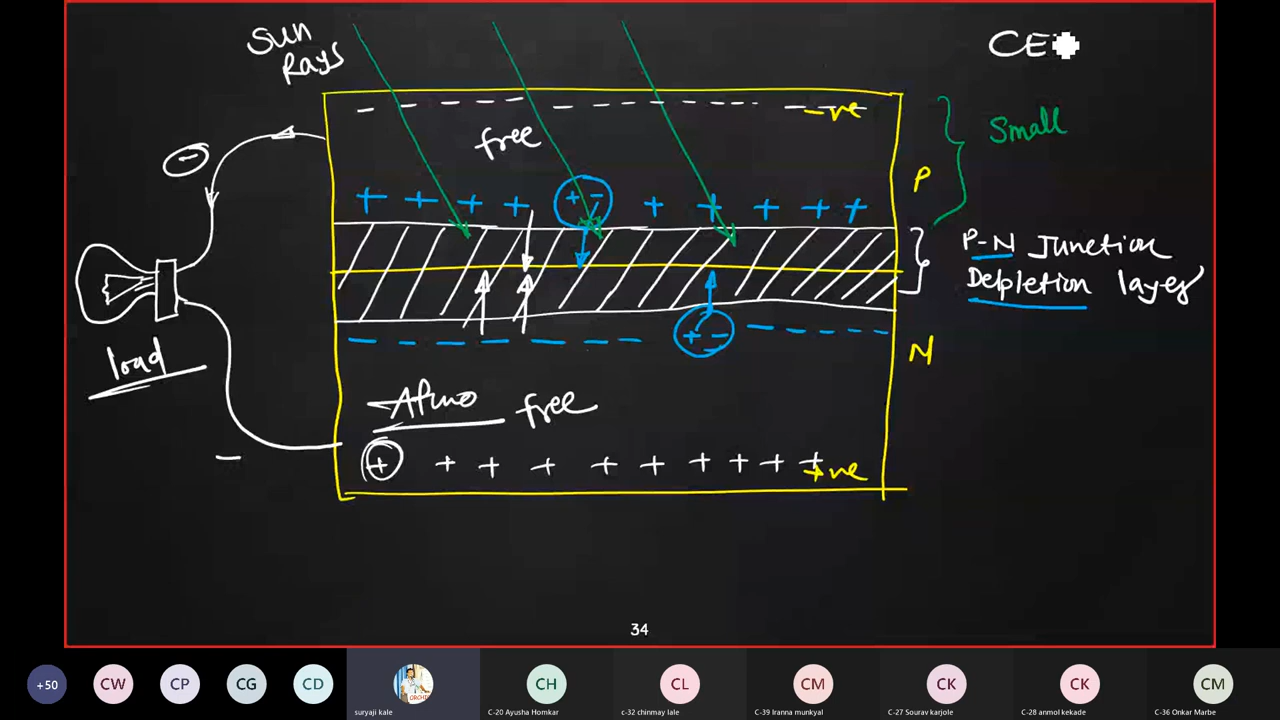 Sun
Rays
CE
-ve
free
Small
P
P-N Junction
Depletion layer
N
load
free
+ve
34
+50
CW
CP
CG
CD
suryaji kale
CH
C-20 Ayusha Homkar
CL
c-32 chinmay lale
CM
C-39 Iranna munkyal
CK
C-27 Sourav karjole
CK
C-28 anmol kekade
CM
C-36 Onkar Marbe